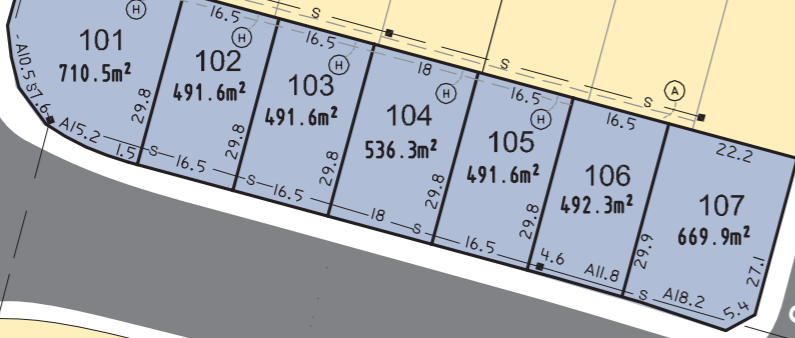 101
710.5m²
A10.5
S
7.6
A15.2
1.5
H
16.5
102
491.6m²
29.8
S
16.5
H
16.5
103
491.6m²
29.8
S
16.5
H
18
104
536.3m²
29.8
18
S
H
16.5
105
491.6m²
29.8
16.5
H
16.5
106
492.3m²
29.8
4.6
A11.8
S
S
S
A
22.2
107
669.9m²
29.9
S
A18.2
5.4
27.1